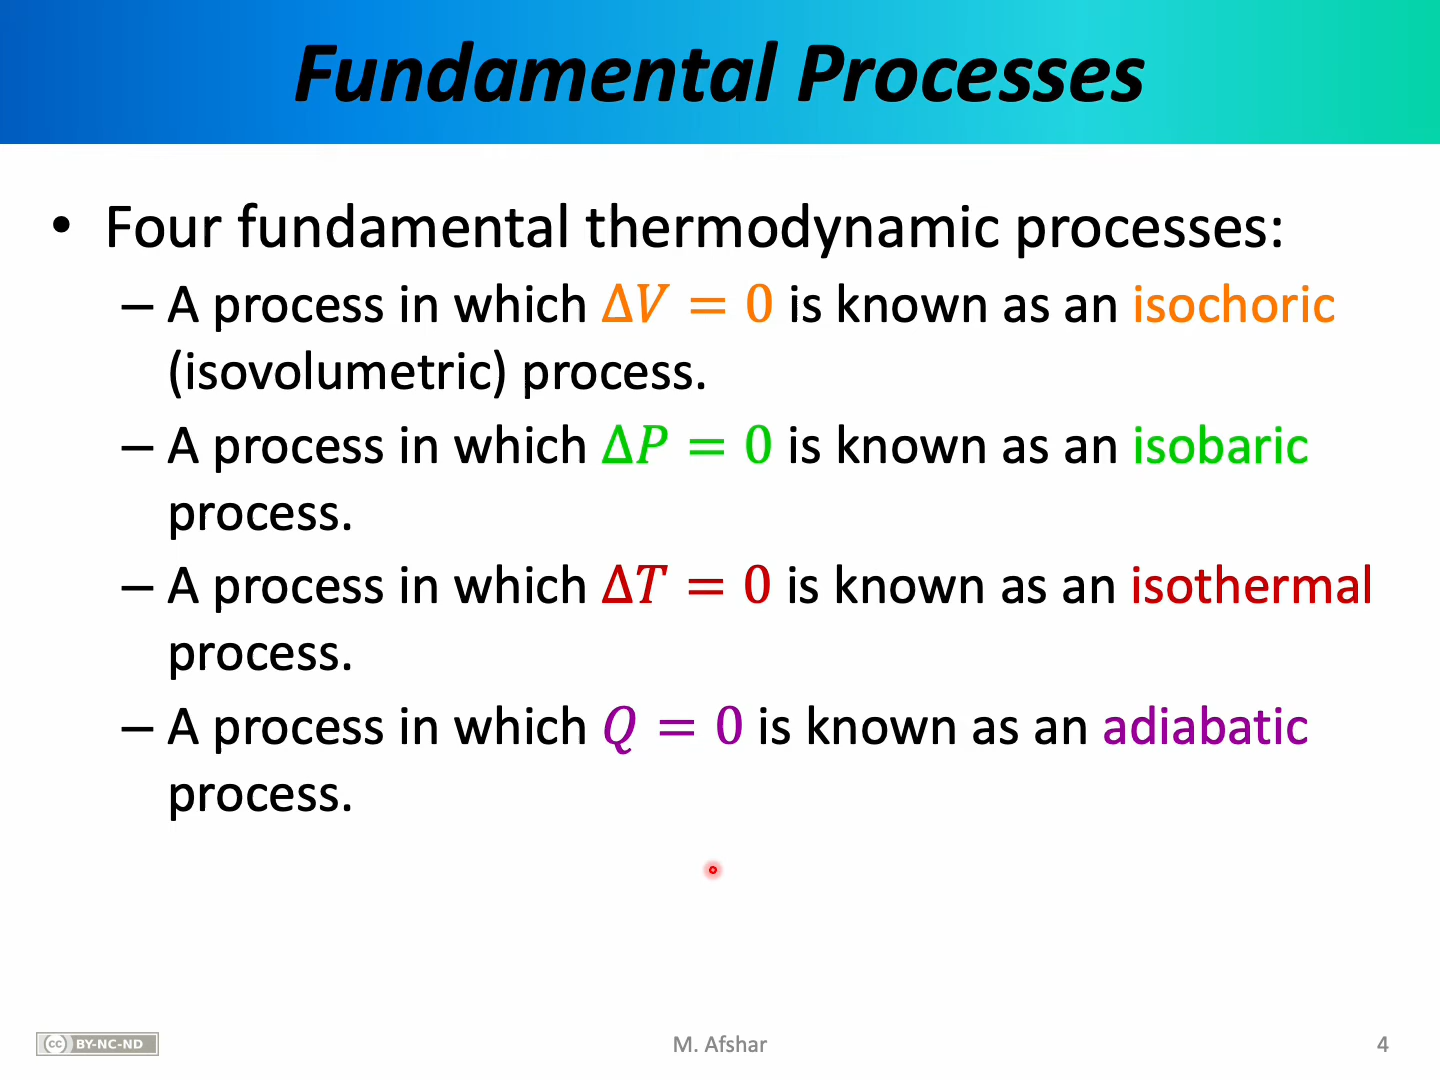 Fundamental Processes
• Four fundamental thermodynamic processes:
– A process in which Δ𝑉 = 0 is known as an isochoric
(isovolumetric) process.
– A process in which Δ𝑃 = 0 is known as an isobaric
process.
– A process in which Δ𝑇 = 0 is known as an isothermal
process.
– A process in which 𝑄 = 0 is known as an adiabatic
process.
cc BY-NC-ND
M. Afshar
4